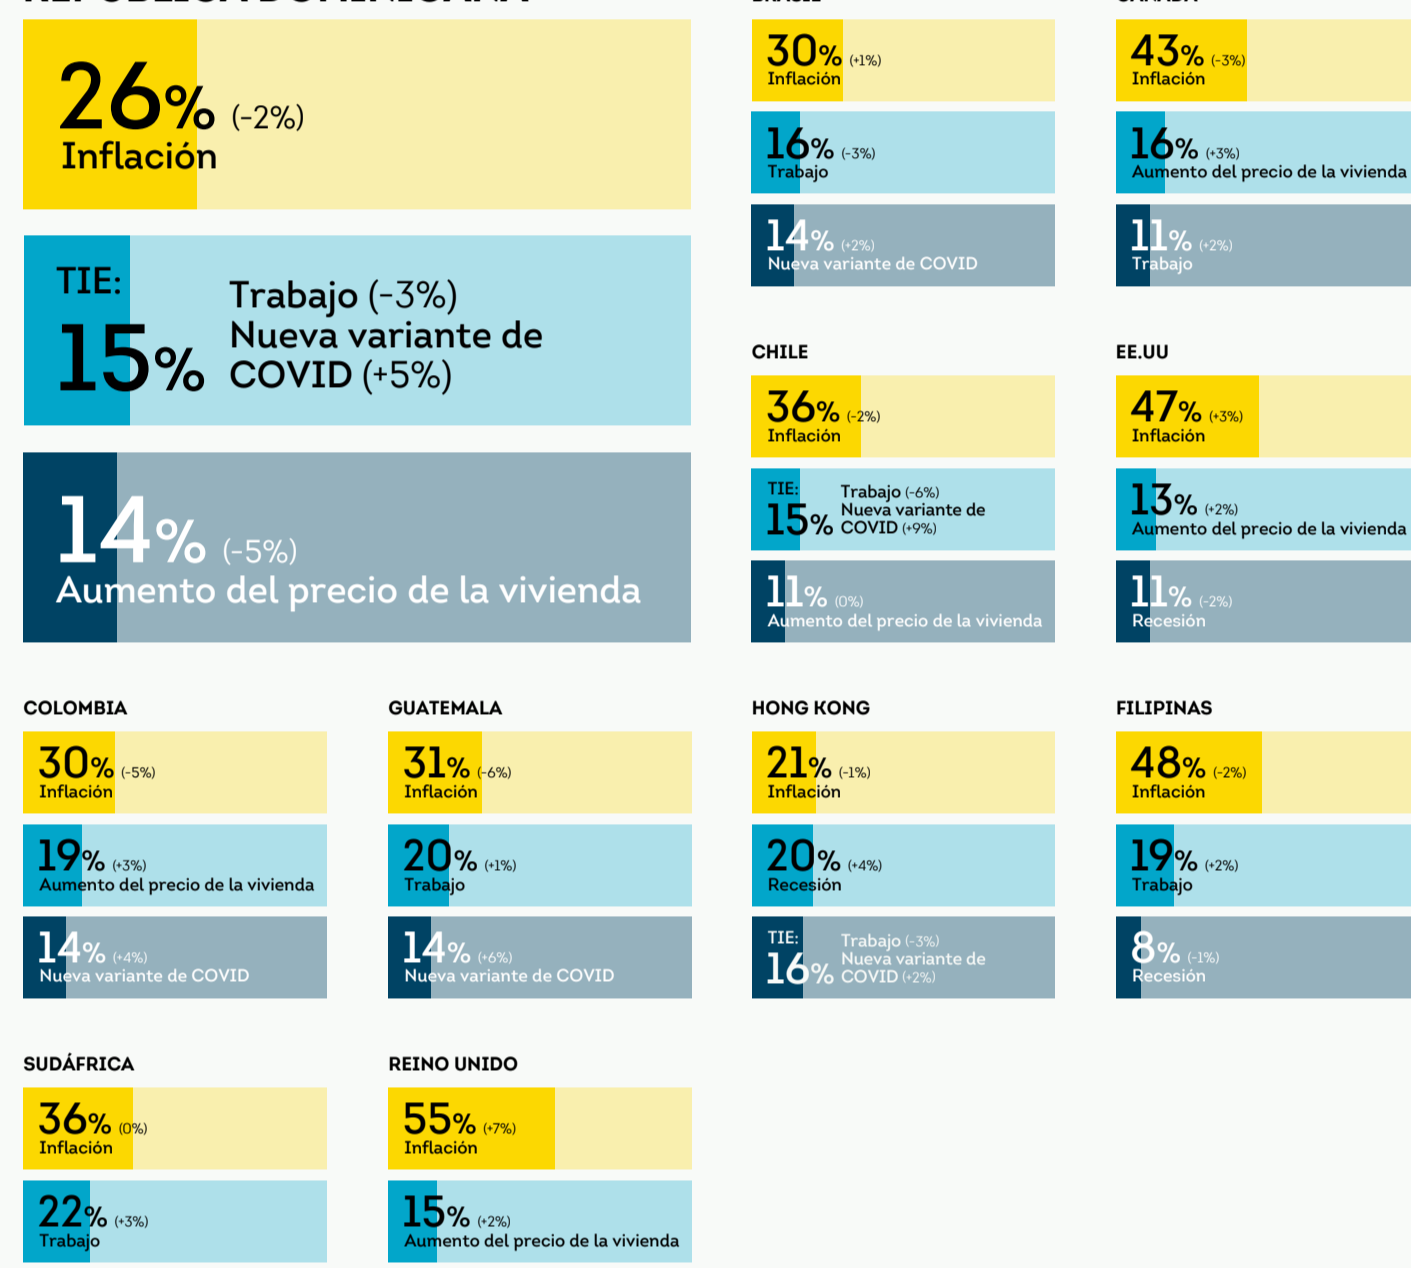 REPÚBLICA DOMINICANA
26% (-2%)
Inflación
TIE:
15%
Trabajo (-3%)
Nueva variante de
COVID (+5%)
14% (-5%)
Aumento del precio de la vivienda
BRASIL
30% (+1%)
Inflación
16% (-3%)
Trabajo
14% (+2%)
Nueva variante de COVID
CANADÁ
43% (-3%)
Inflación
16% (+3%)
Aumento del precio de la vivienda
11% (+2%)
Trabajo
CHILE
36% (-2%)
Inflación
TIE:
15%
Trabajo (-6%)
Nueva variante de
COVID (+9%)
11% (0%)
Aumento del precio de la vivienda
EE.UU
47% (+3%)
Inflación
13% (+2%)
Aumento del precio de la vivienda
11% (-2%)
Recesión
COLOMBIA
30% (-5%)
Inflación
19% (+3%)
Aumento del precio de la vivienda
14% (+4%)
Nueva variante de COVID
GUATEMALA
31% (-6%)
Inflación
20% (+1%)
Trabajo
14% (+6%)
Nueva variante de COVID
HONG KONG
21% (-1%)
Inflación
20% (+4%)
Recesión
TIE:
16%
Trabajo (-3%)
Nueva variante de
COVID (+2%)
FILIPINAS
48% (-2%)
Inflación
19% (+2%)
Trabajo
8% (-1%)
Recesión
SUDÁFRICA
36% (0%)
Inflación
22% (+3%)
Trabajo
REINO UNIDO
55% (+7%)
Inflación
15% (+2%)
Aumento del precio de la vivienda